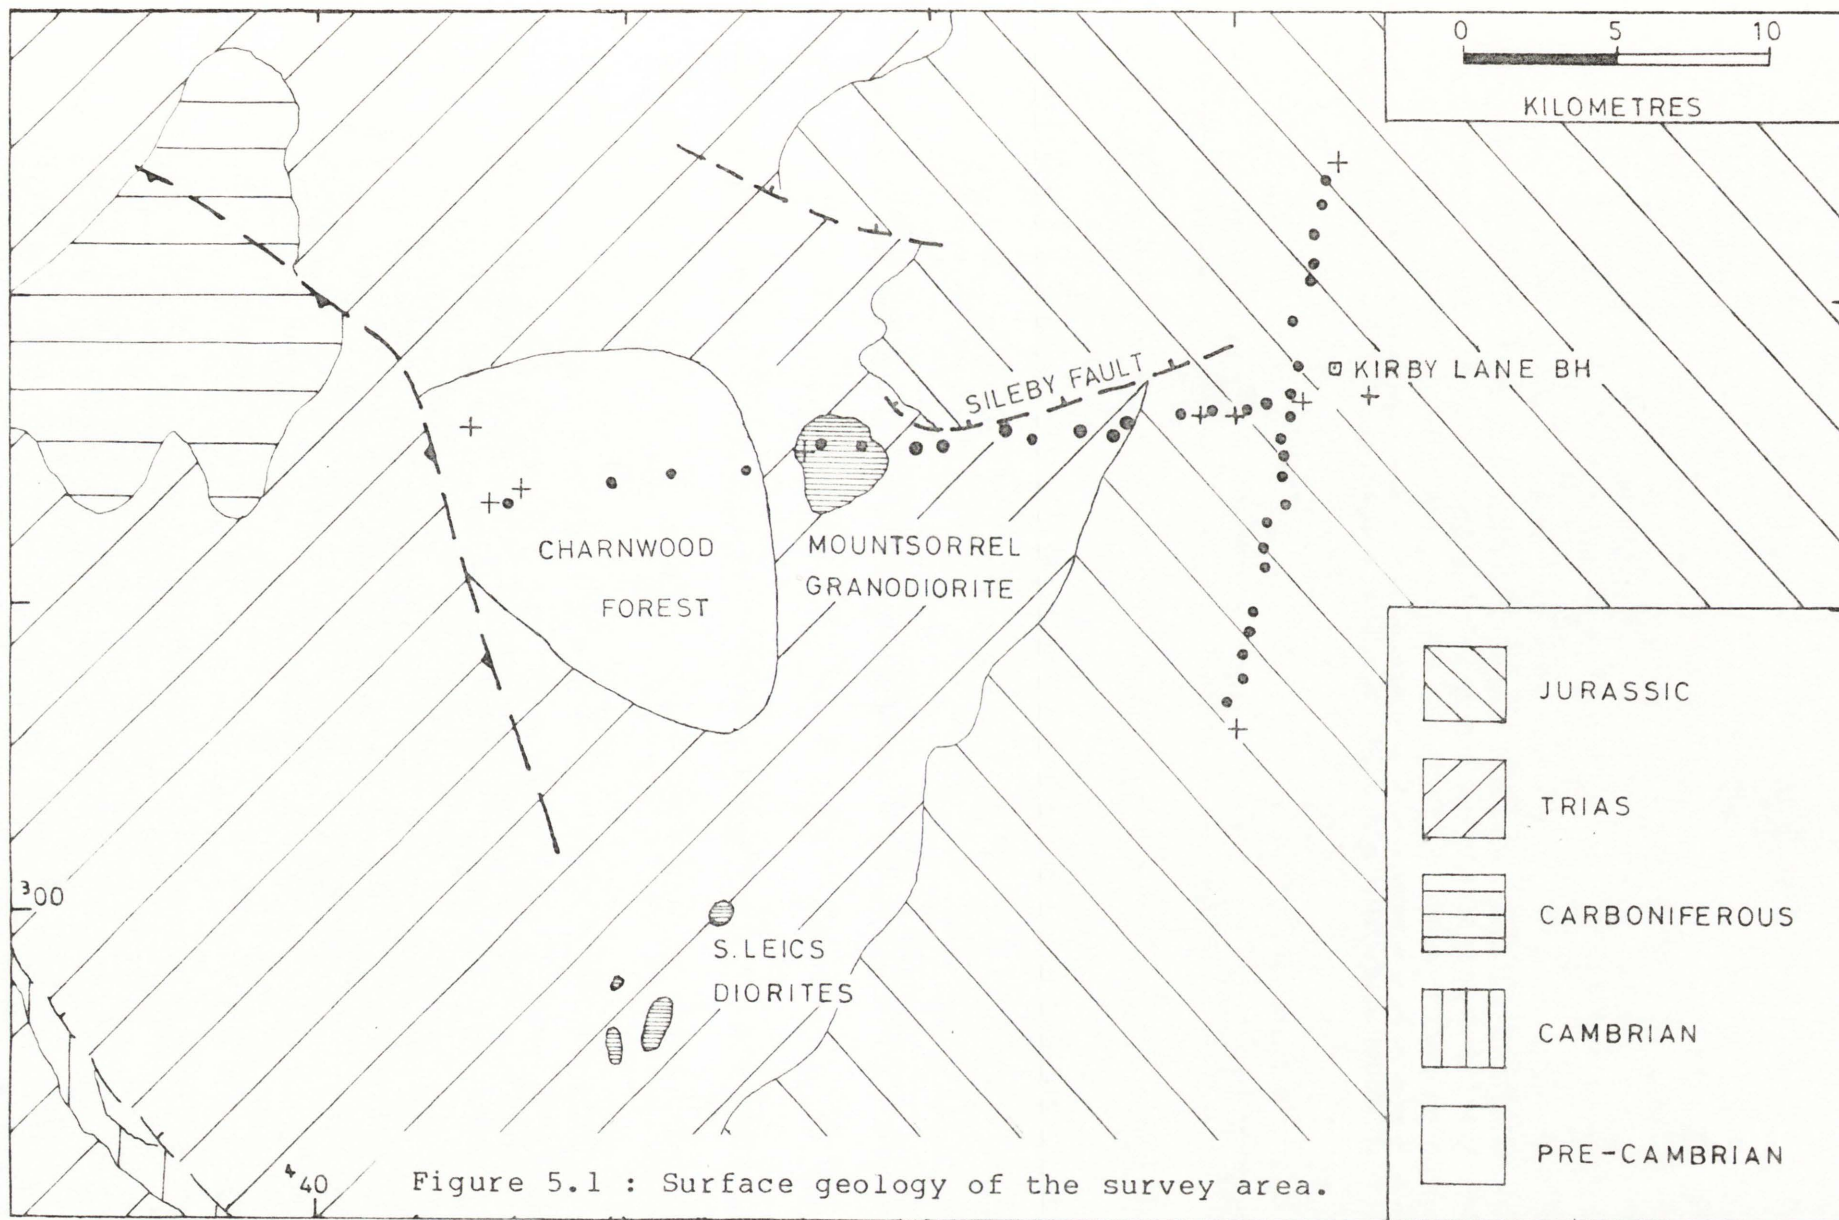 0 5 10
KILOMETRES
SILEBY FAULT
KIRBY LANE BH
CHARNWOOD
FOREST
MOUNTSORREL
GRANODIORITE
JURASSIC
TRIAS
³00
S. LEICS
DIORITES
CARBONIFEROUS
CAMBRIAN
PRE-CAMBRIAN
⁴40
Figure 5.1 : Surface geology of the survey area.